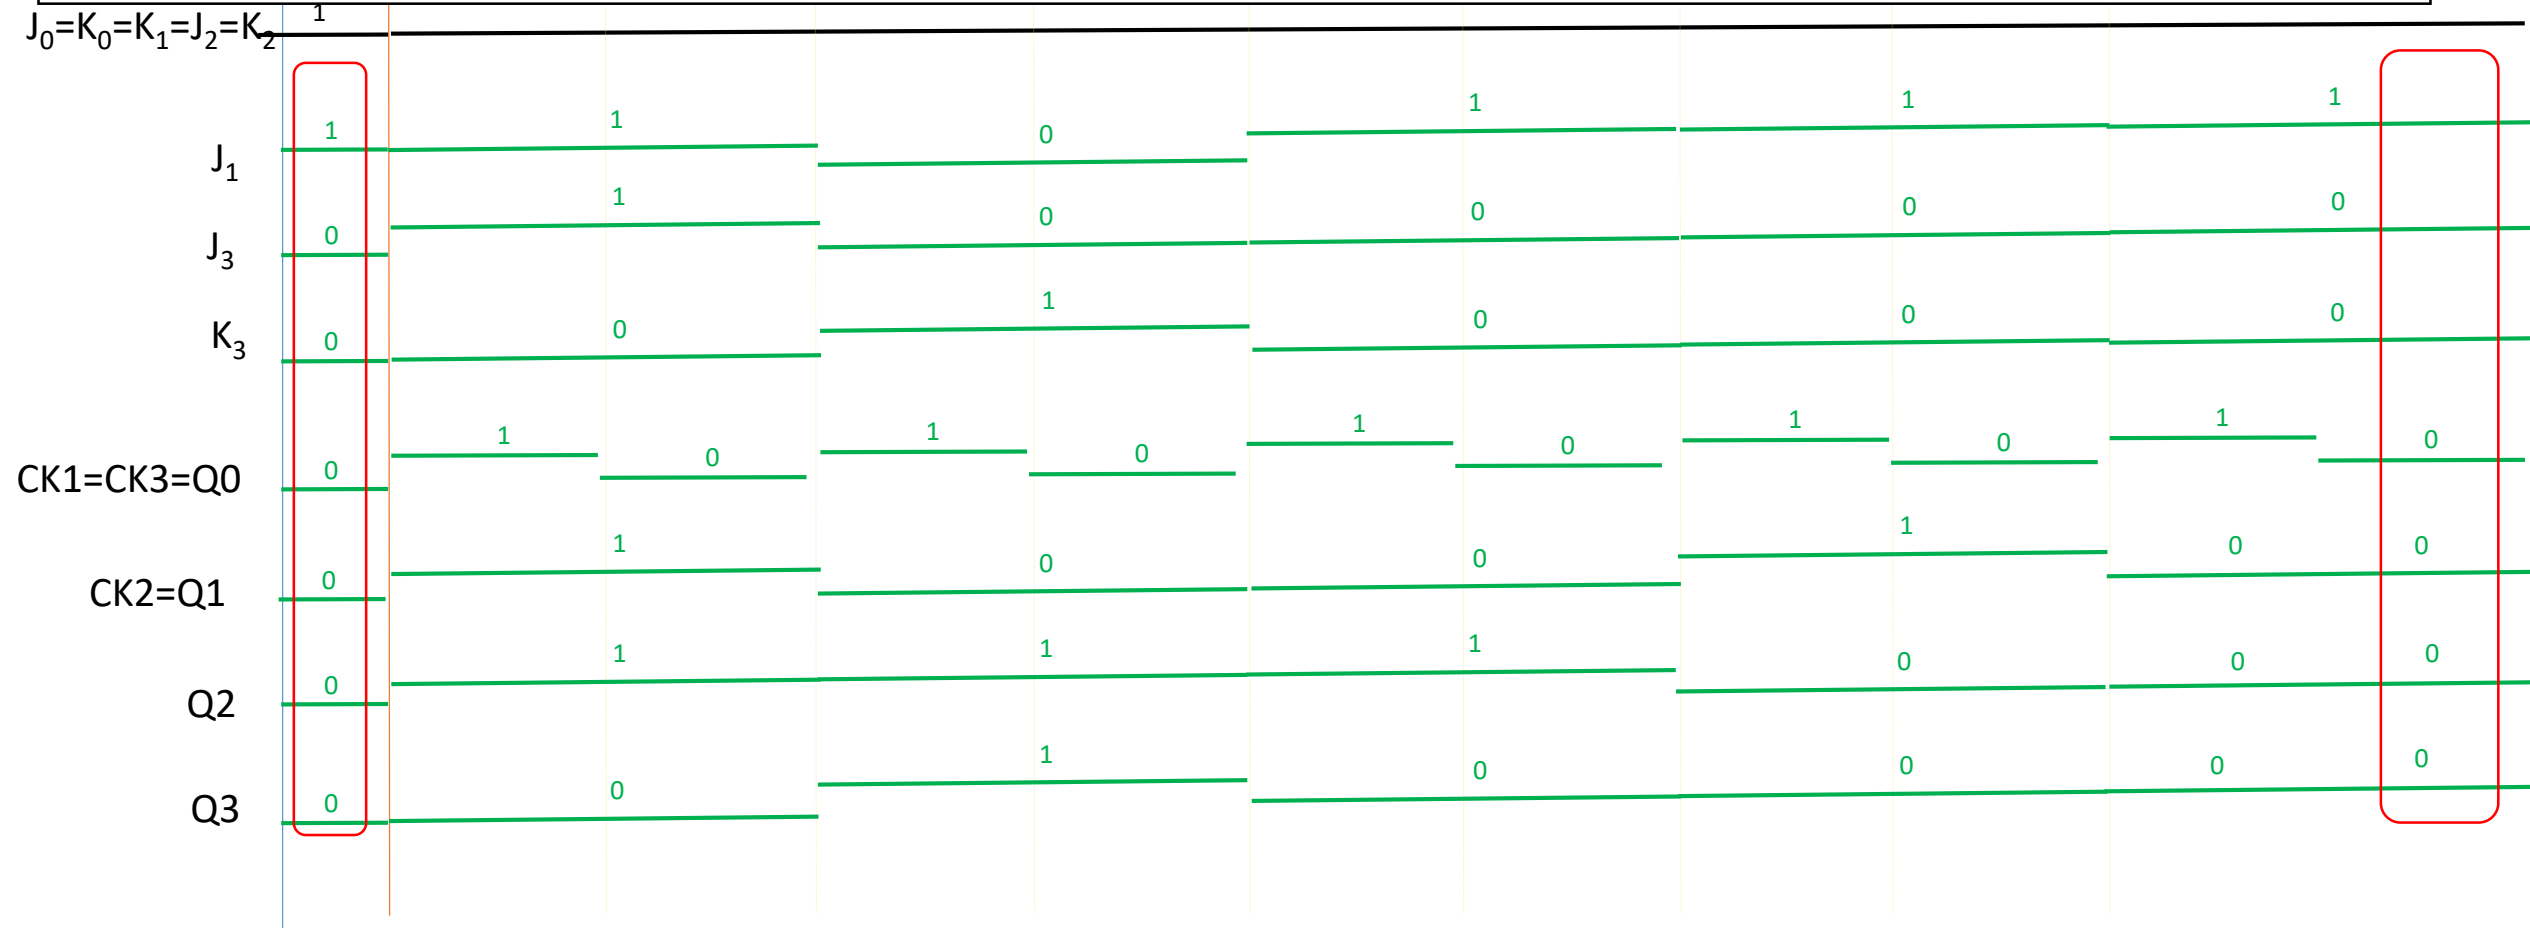 1
J₀=K₀=K₁=J₂=K₂
J₁ 1 1 0 1 1 1
J₃ 0 1 0 0 0 0
K₃ 0 0 1 0 0 0
CK1=CK3=Q0 0 1 0 1 0 1 0 1 0 1 0
CK2=Q1 0 1 0 0 1 0 0
Q2 0 1 1 1 0 0 0
Q3 0 0 1 0 0 0 0